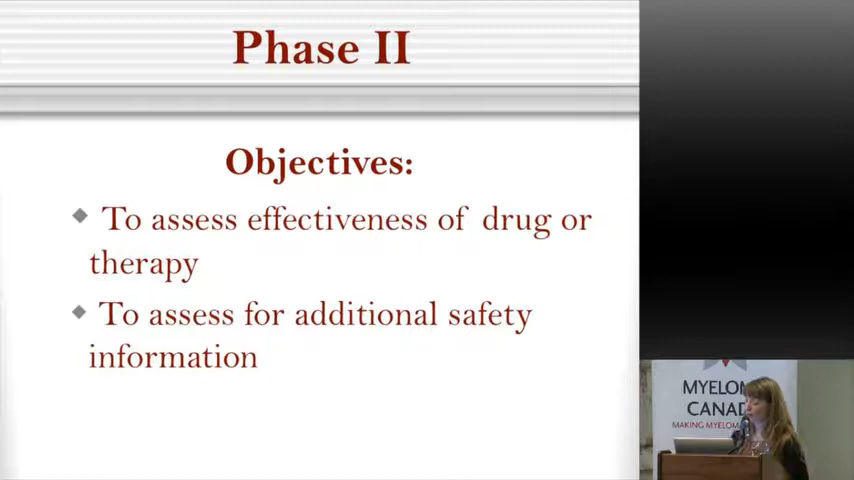 Phase II
Objectives:
To assess effectiveness of drug or
therapy
To assess for additional safety
information
MYELOM
CANAD
MAKING MYELOM